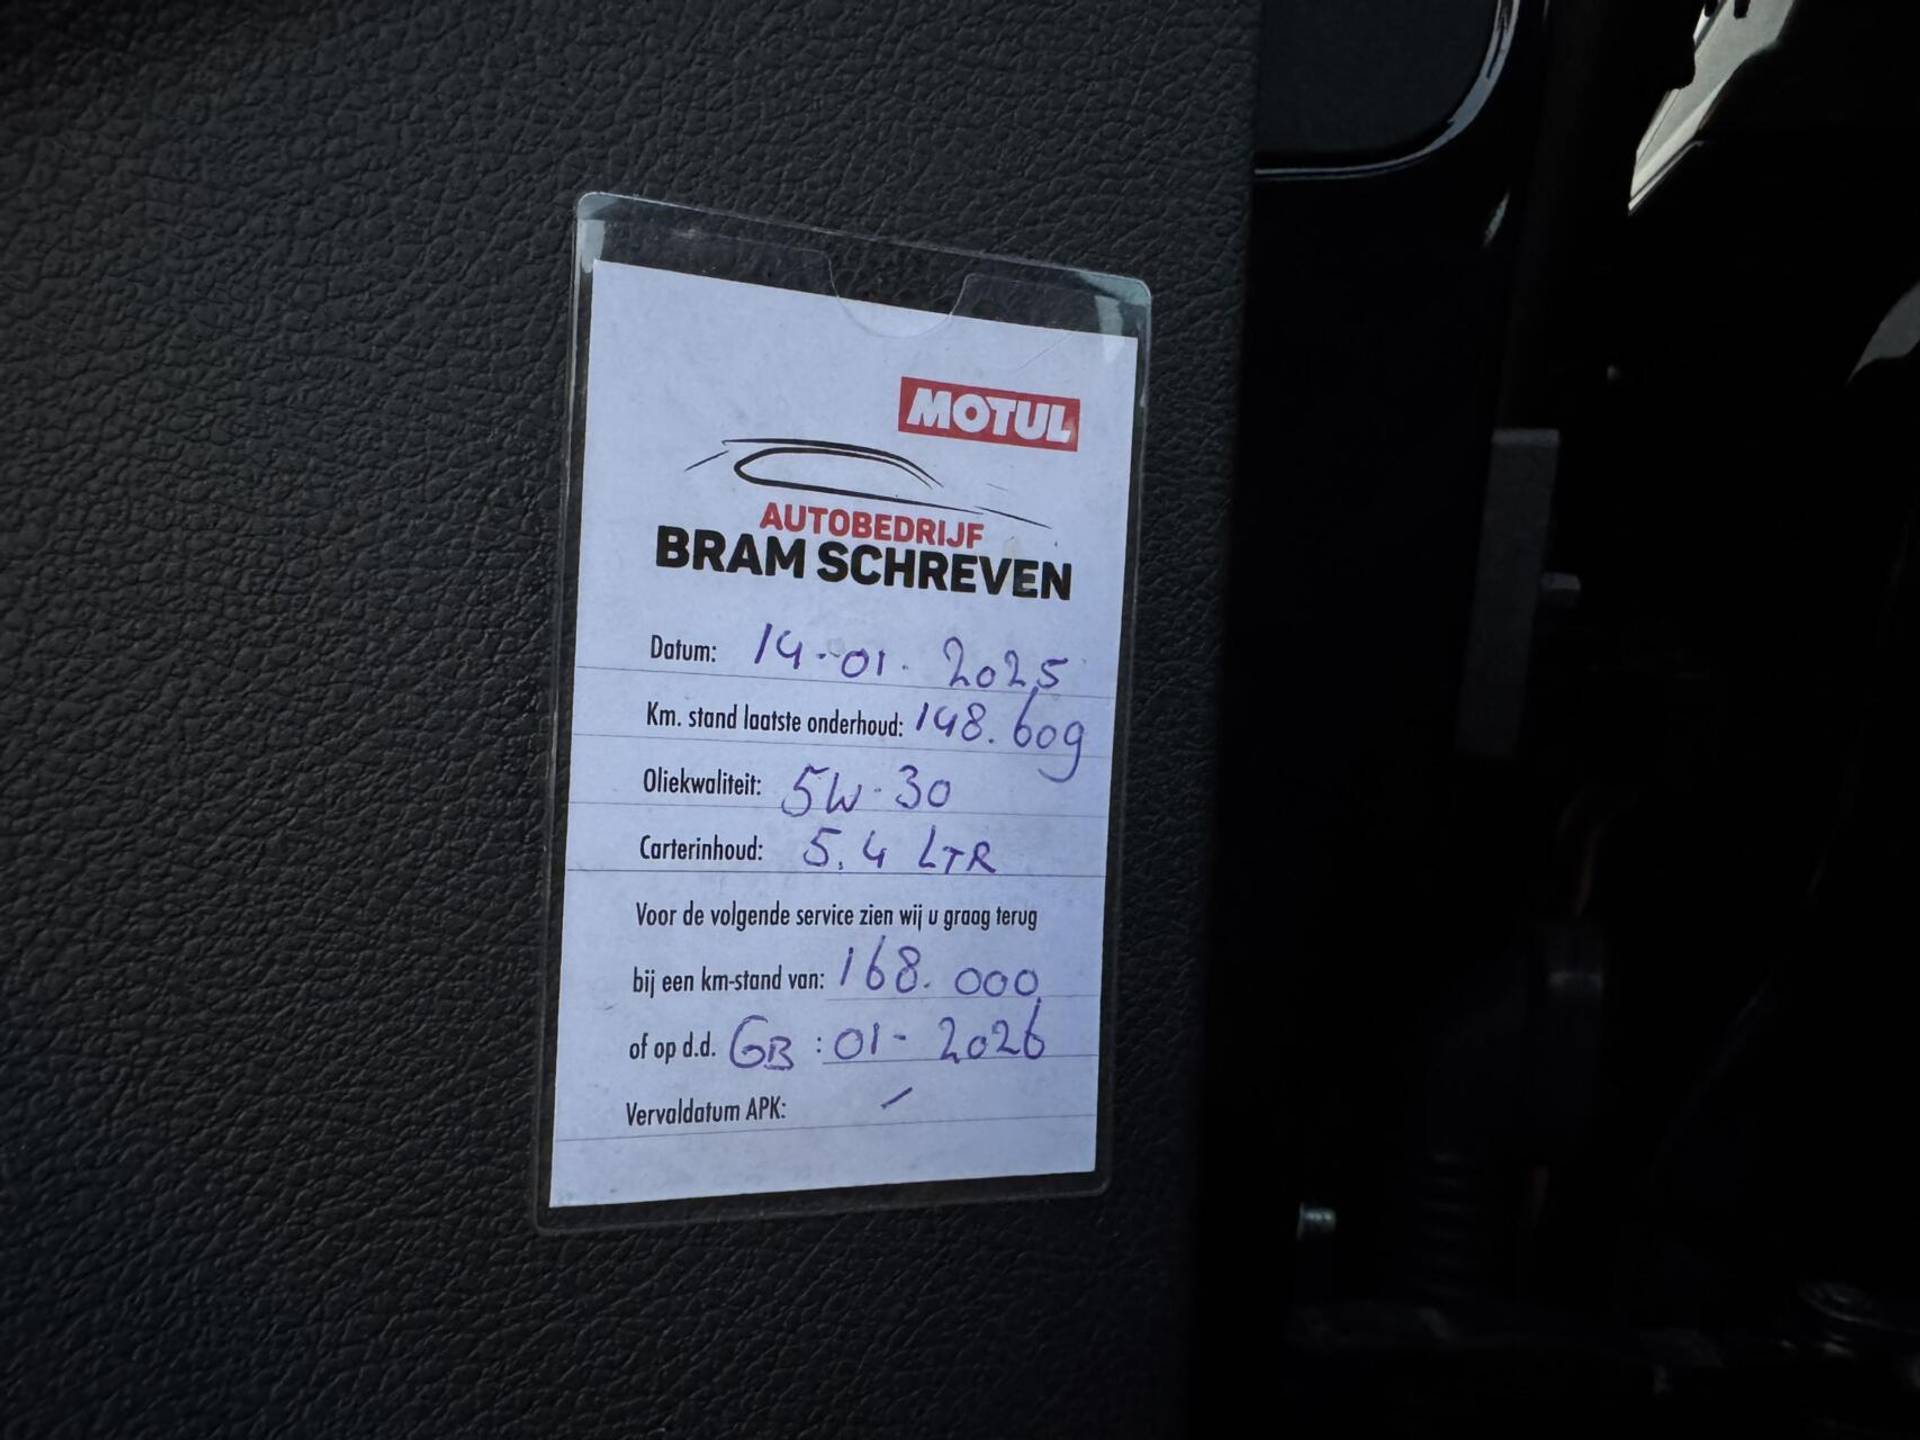 MOTUL
AUTOBEDRIJF
BRAM SCHREVEN
Datum: 14-01-2025
Km. stand laatste onderhoud: 148.609
Oliekwaliteit: 5W-30
Carterinhoud: 5.4 LTR
Voor de volgende service zien wij u graag terug
bij een km-stand van: 168.000
of op d.d. GB: 01-2026
Vervaldatum APK: -